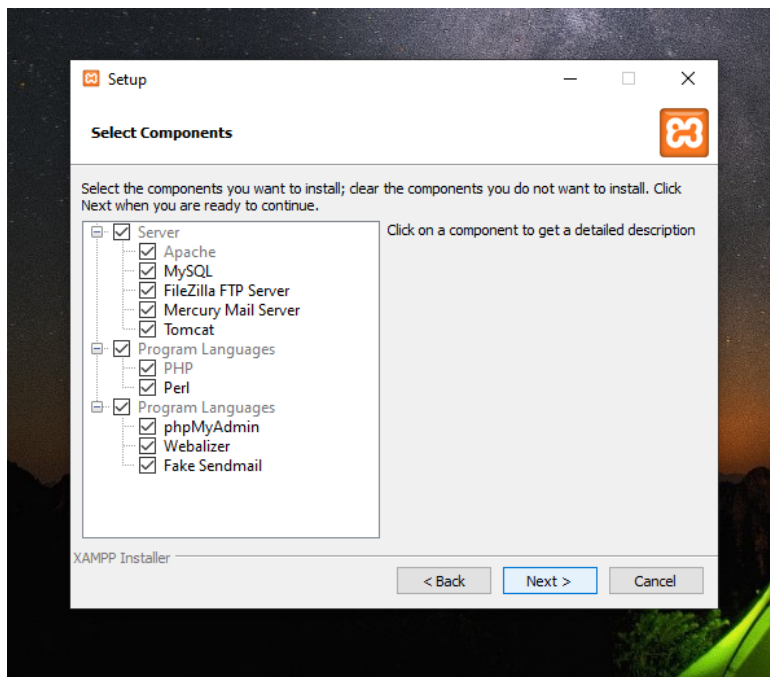 Setup
Select Components
Select the components you want to install; clear the components you do not want to install. Click
Next when you are ready to continue.
Server
Apache
MySQL
FileZilla FTP Server
Mercury Mail Server
Tomcat
Program Languages
PHP
Perl
Program Languages
phpMyAdmin
Webalizer
Fake Sendmail
Click on a component to get a detailed description
XAMPP Installer
< Back
Next >
Cancel